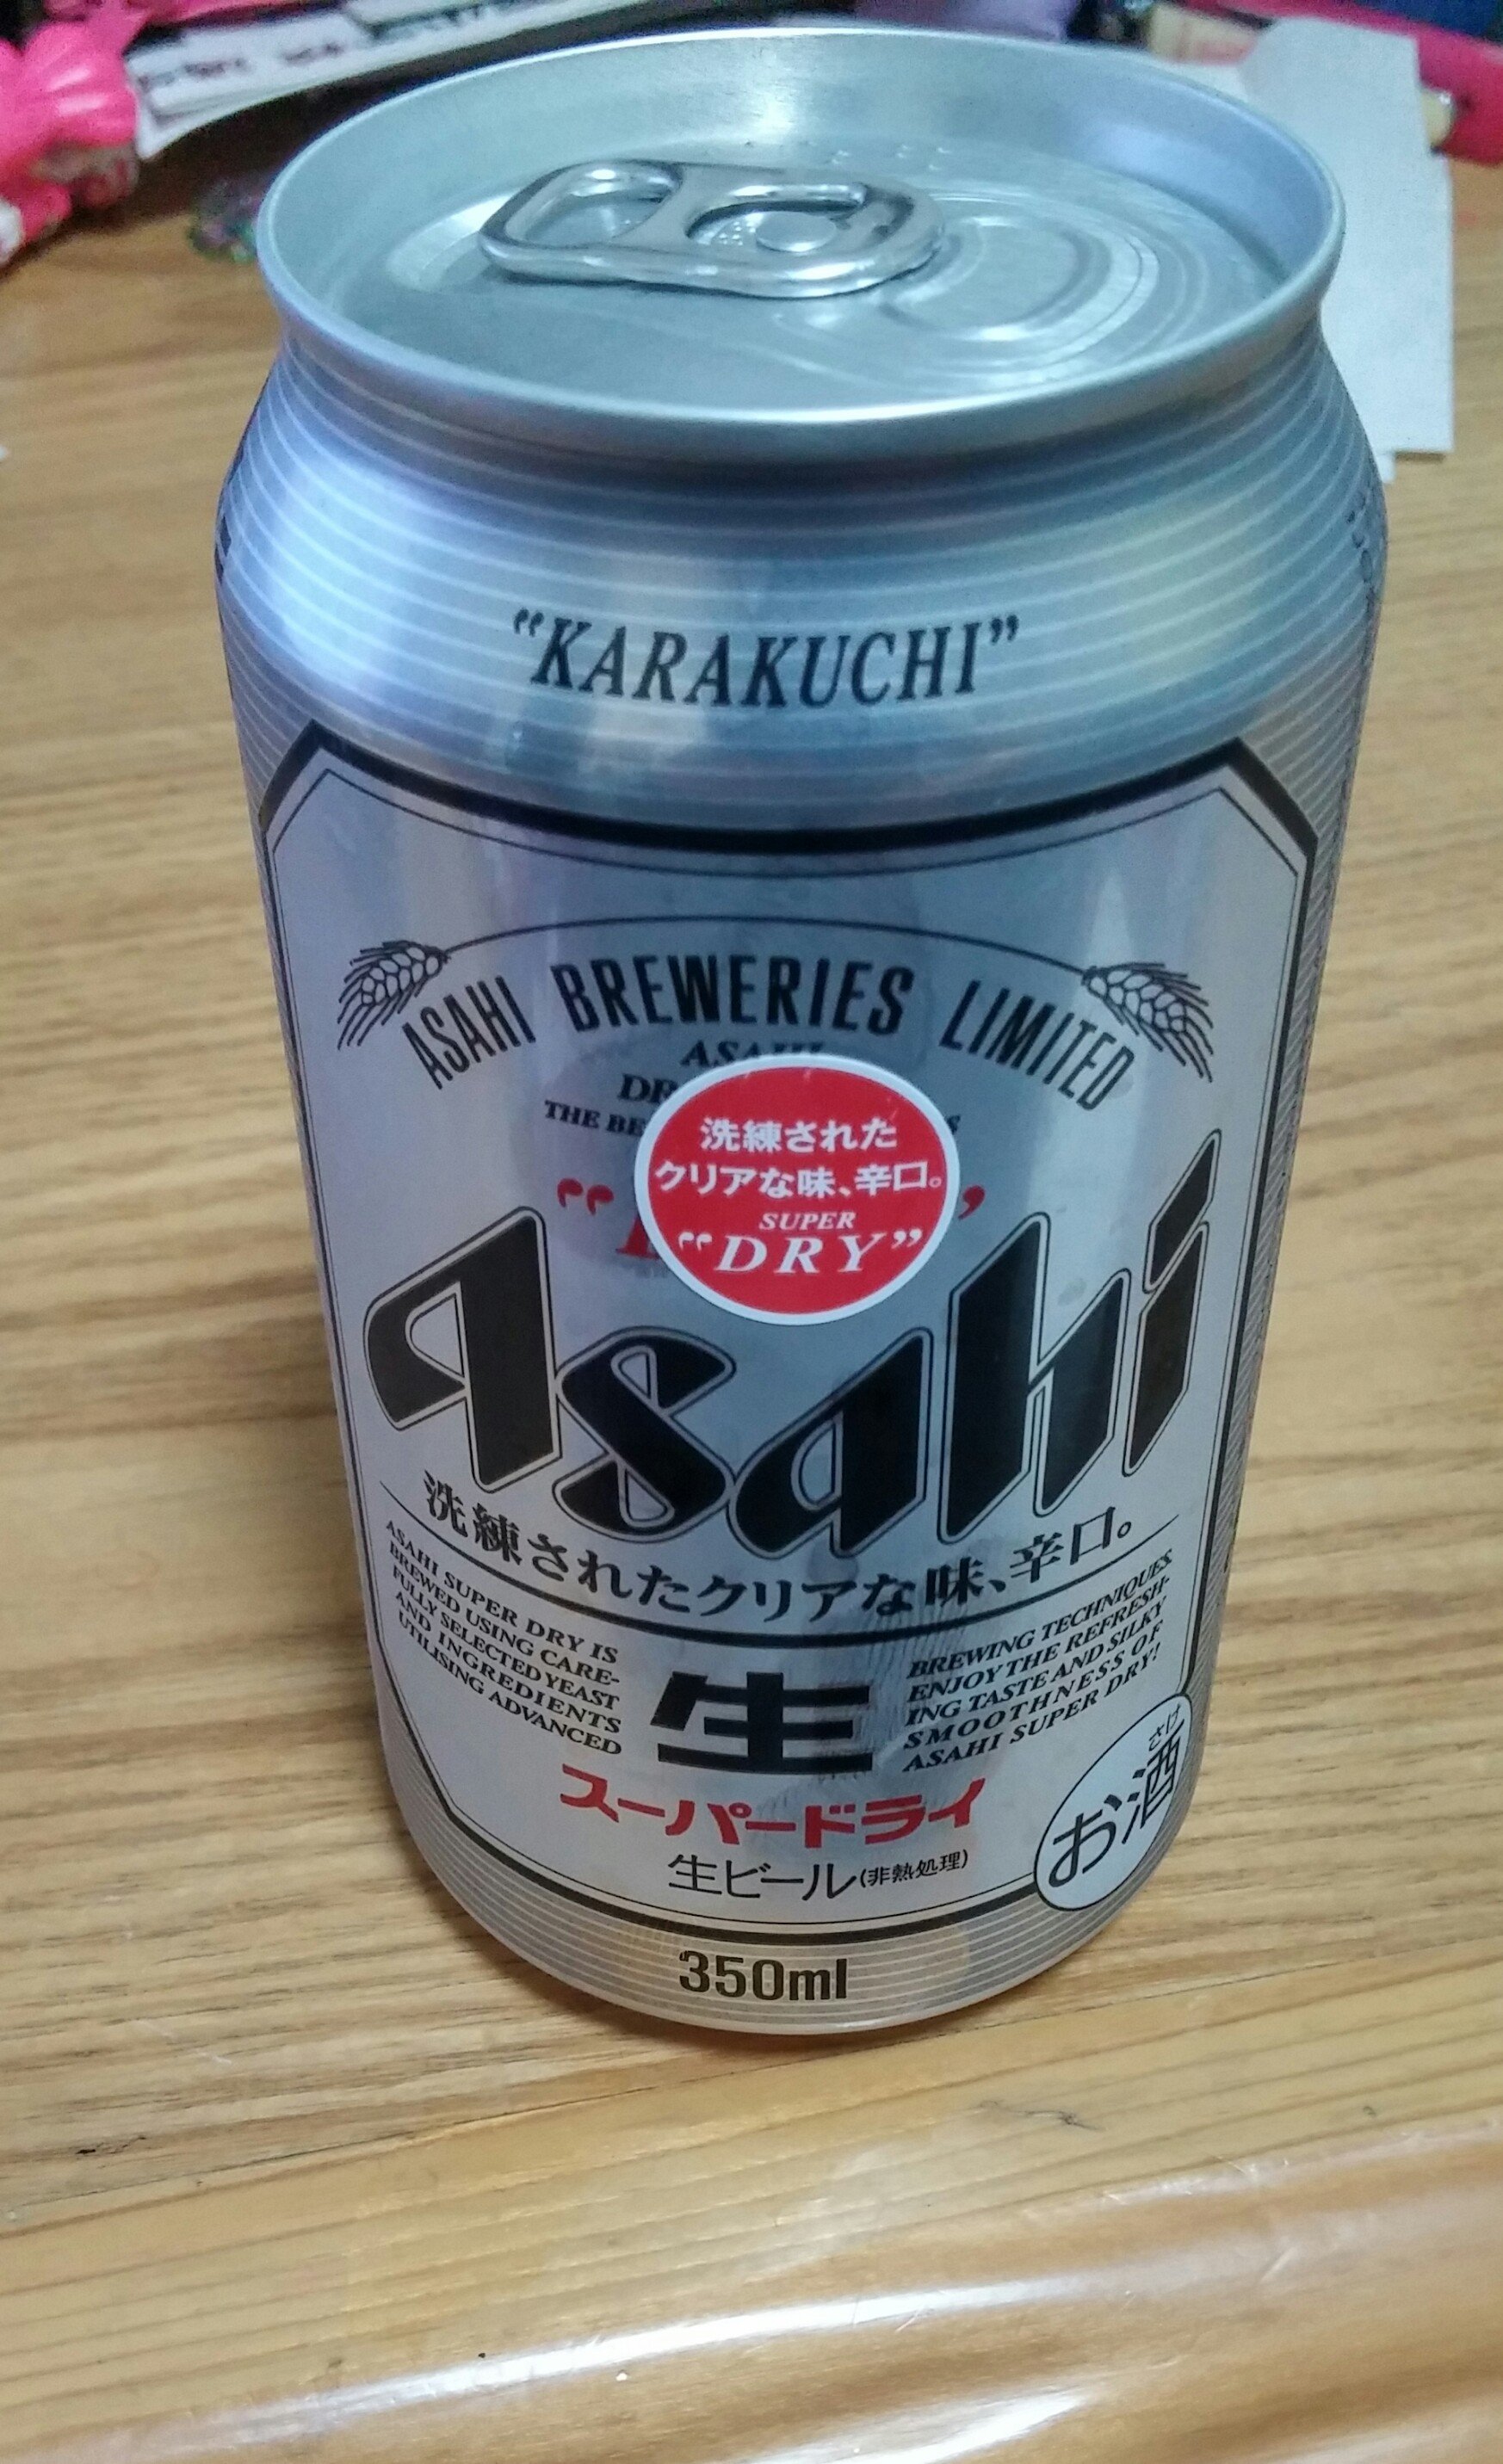 “KARAKUCHI”
ASAHI BREWERIES LIMITED
THE
洗練された
クリアな味、辛口。
SUPER
“DRY”
Asahi
洗練されたクリアな味、辛口。
ASAHI SUPER DRY IS
BREWED USING CARE-
FULLY SELECTED YEAST
AND INGREDIENTS
UTILISING ADVANCED
BREWING TECHNIQUES.
ENJOY THE REFRESH-
ING TASTE AND SILKY
SMOOTHNESS OF
ASAHI SUPER DRY!
生
スーパードライ
生ビール(非熱処理)
さけ
お酒
350ml